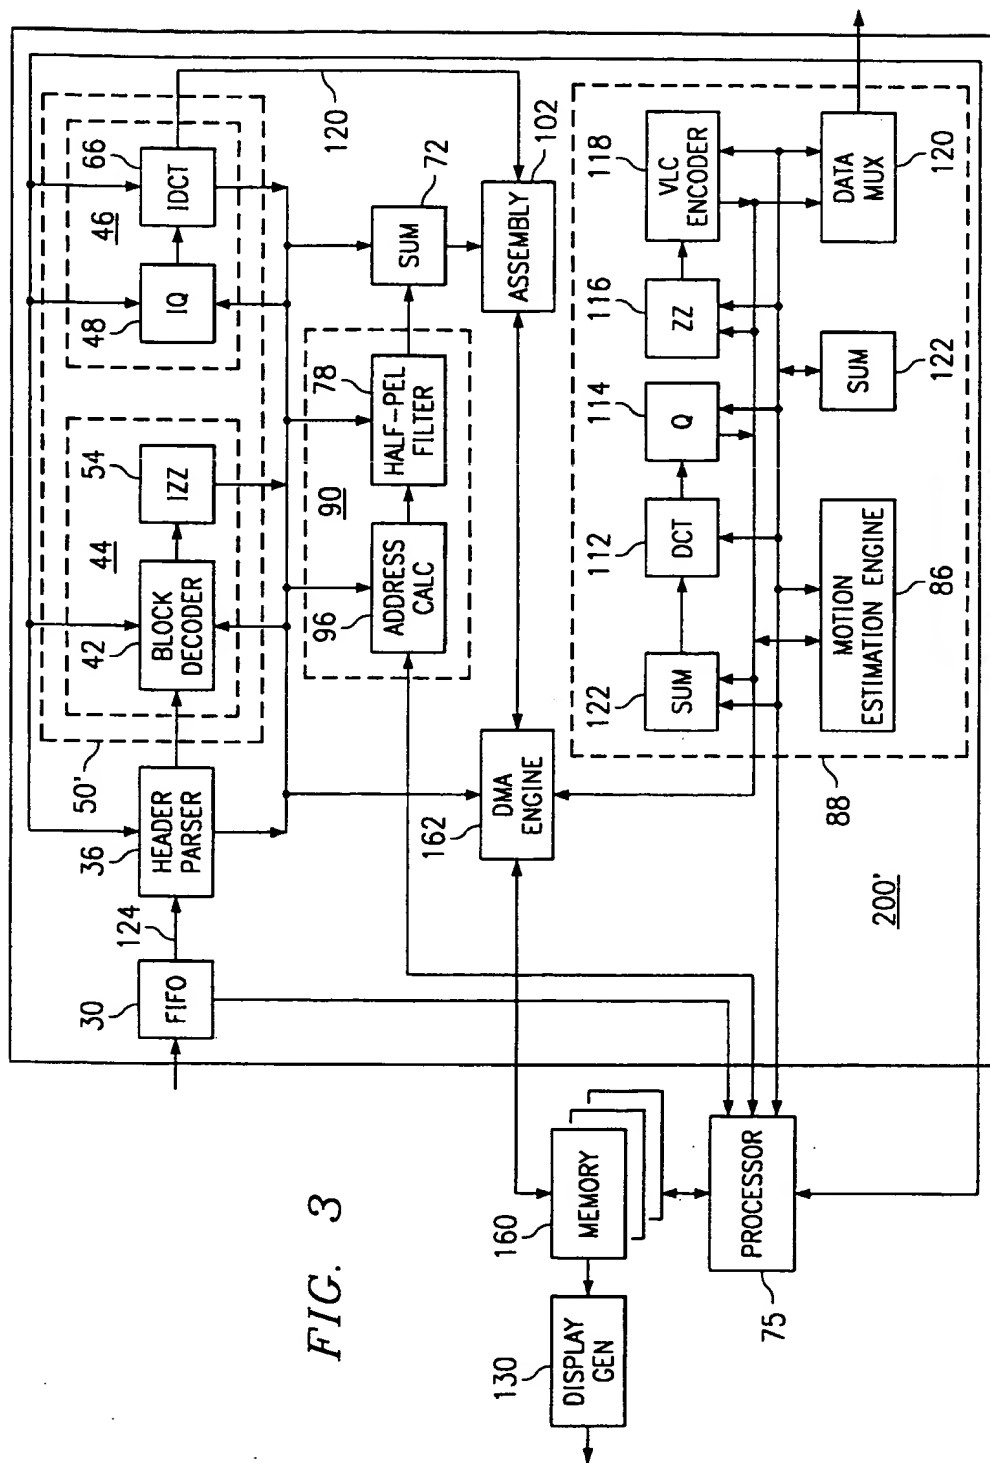 50'
44
54
IZZ
42
BLOCK
DECODER
46
66
IDCT
48
IQ
120
124
36
HEADER
PARSER
30
FIFO
90
78
HALF-PEL
FILTER
96
ADDRESS
CALC
72
SUM
102
ASSEMBLY
162
DMA
ENGINE
118
VLC
ENCODER
116
ZZ
114
Q
112
DCT
122
SUM
DATA
MUX
120
SUM
122
MOTION
ESTIMATION ENGINE
86
88
200'
160
MEMORY
130
DISPLAY
GEN
PROCESSOR
75
FIG. 3